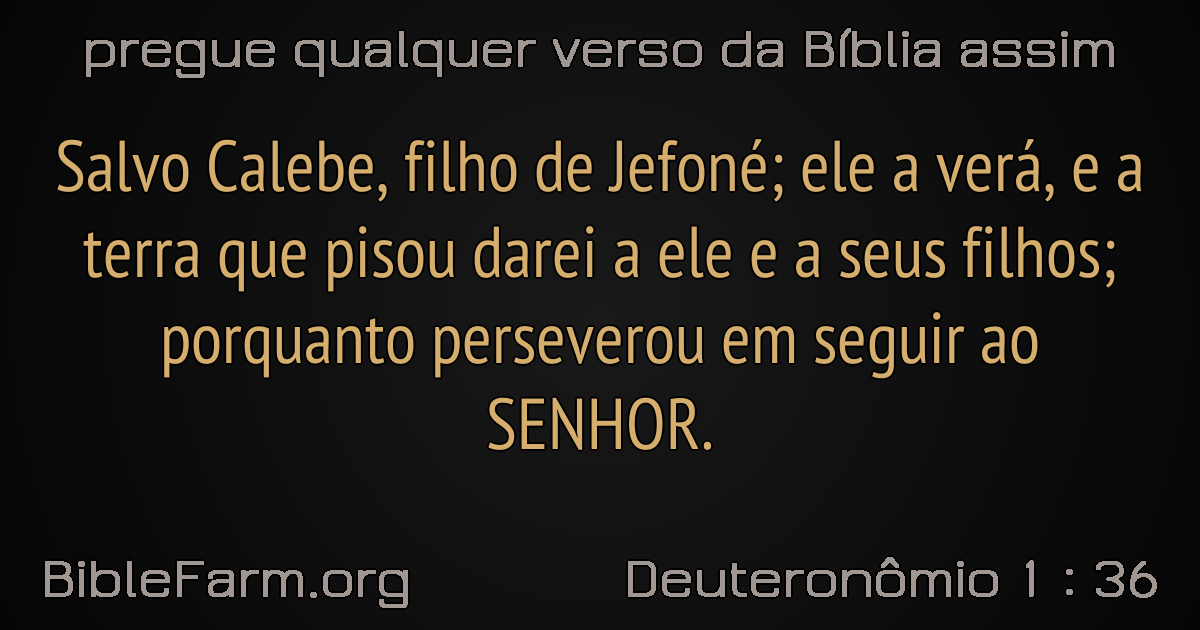 pregue qualquer verso da Bíblia assim
Salvo Calebe, filho de Jefoné; ele a verá, e a
terra que pisou darei a ele e a seus filhos;
porquanto perseverou em seguir ao
SENHOR.
BibleFarm.org
Deuteronômio 1 : 36